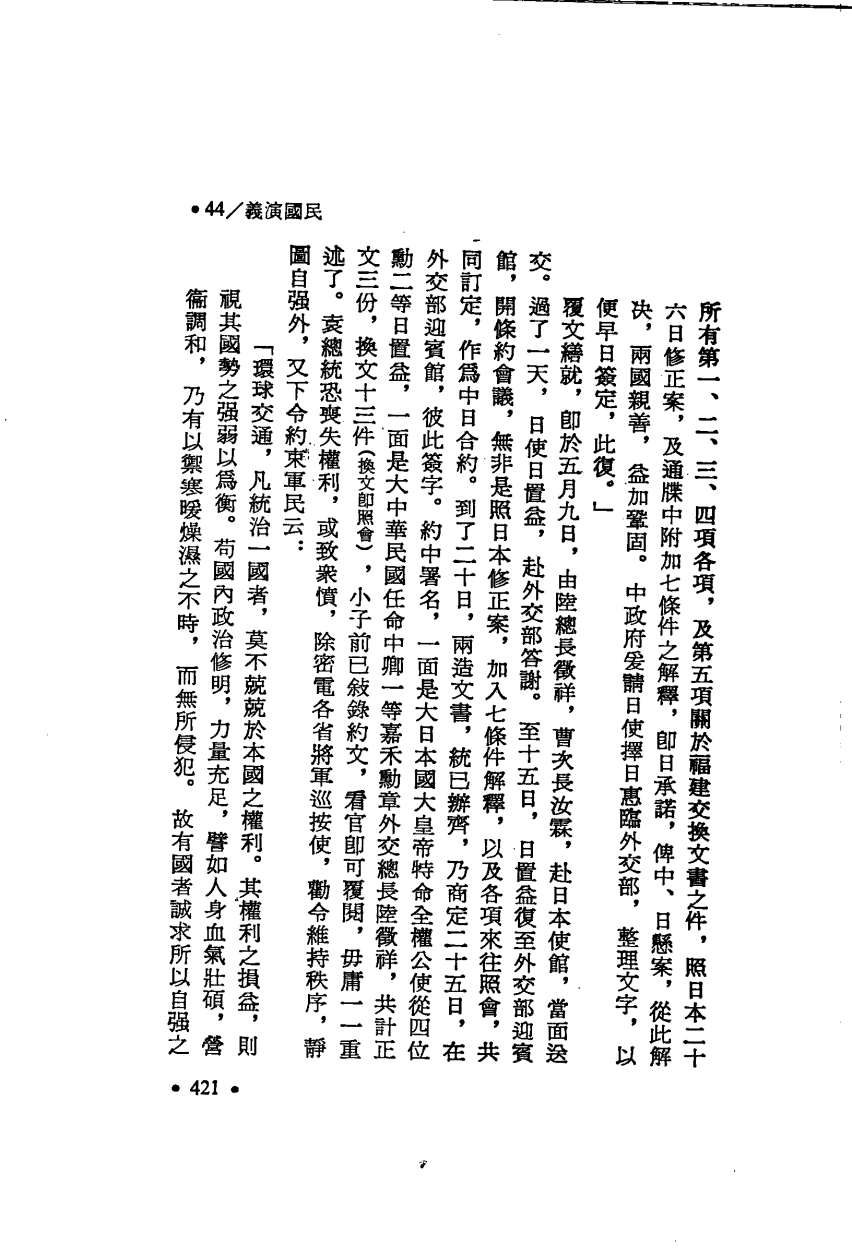 •44／義演國民
所有第一、二、三、四項各項，及第五項關於福建交換文書之件，照日本二十
六日修正案，及通牒中附加七條件之解釋，卽日承諾，俾中、日懸案，從此解
決，兩國親善，益加鞏固。中政府爰請日使擇日惠臨外交部，整理文字，以
便早日簽定，此復。」
覆文繕就，卽於五月九日，由陸總長徵祥，曹次長汝霖，赴日本使館，當面送
交。過了一天，日使日置益，赴外交部答謝。至十五日，日置益復至外交部迎賓
館，開條約會議，無非是照日本修正案，加入七條件解釋，以及各項來往照會，共
同訂定，作爲中日合約。到了二十日，兩造文書，統已辦齊，乃商定二十五日，在
外交部迎賓館，彼此簽字。約中署名，一面是大日本國大皇帝特命全權公使從四位
勳二等日置益，一面是大中華民國任命中卿一等嘉禾勳章外交總長陸徵祥，共計正
文三份，換文十三件（換文卽照會），小子前已敍錄約文，看官卽可覆閱，毋庸一一重
述了。袁總統恐喪失權利，或致衆憤，除密電各省將軍巡按使，勸令維持秩序，靜
圖自强外，又下令約束軍民云：
「環球交通，凡統治一國者，莫不兢兢於本國之權利。其權利之損益，則
視其國勢之强弱以爲衡。苟國內政治修明，力量充足，譬如人身血氣壯碩，營
衞調和，乃有以禦寒暖燥濕之不時，而無所侵犯。故有國者誠求所以自强之
•421•